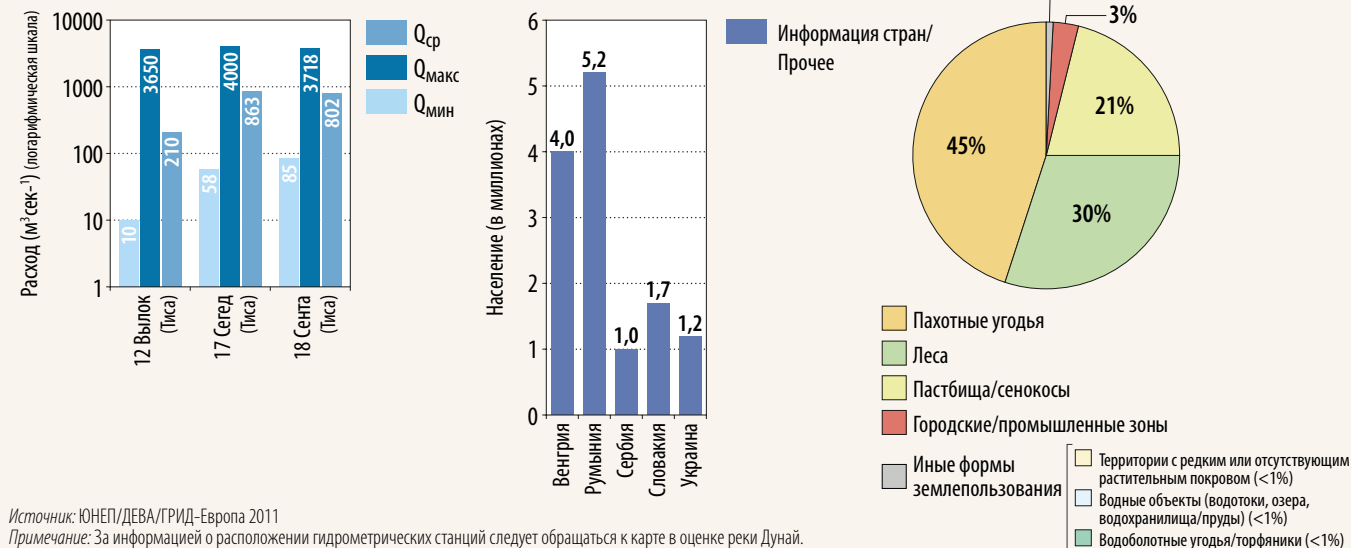 Расход (м³сек-¹) (логарифмическая шкала)
10000
1000
100
10
1
10
3650
210
58
4000
863
85
3718
802
12 Вылок
(Тиса)
17 Сегед
(Тиса)
18 Сента
(Тиса)
Qср
Qмакс
Qмин
Население (в миллионах)
6
5
4
3
2
1
0
4,0
5,2
1,0
1,7
1,2
Венгрия
Румыния
Сербия
Словакия
Украина
Информация стран/
Прочее
3%
21%
45%
30%
Пахотные угодья
Леса
Пастбища/сенокосы
Городские/промышленные зоны
Иные формы
землепользования
Территории с редким или отсутствующим
растительным покровом (<1%)
Водные объекты (водотоки, озера,
водохранилища/пруды) (<1%)
Водоболотные угодья/торфяники (<1%)
Источник: ЮНЕП/ДЕВА/ГРИД-Европа 2011
Примечание: За информацией о расположении гидрометрических станций следует обращаться к карте в оценке реки Дунай.